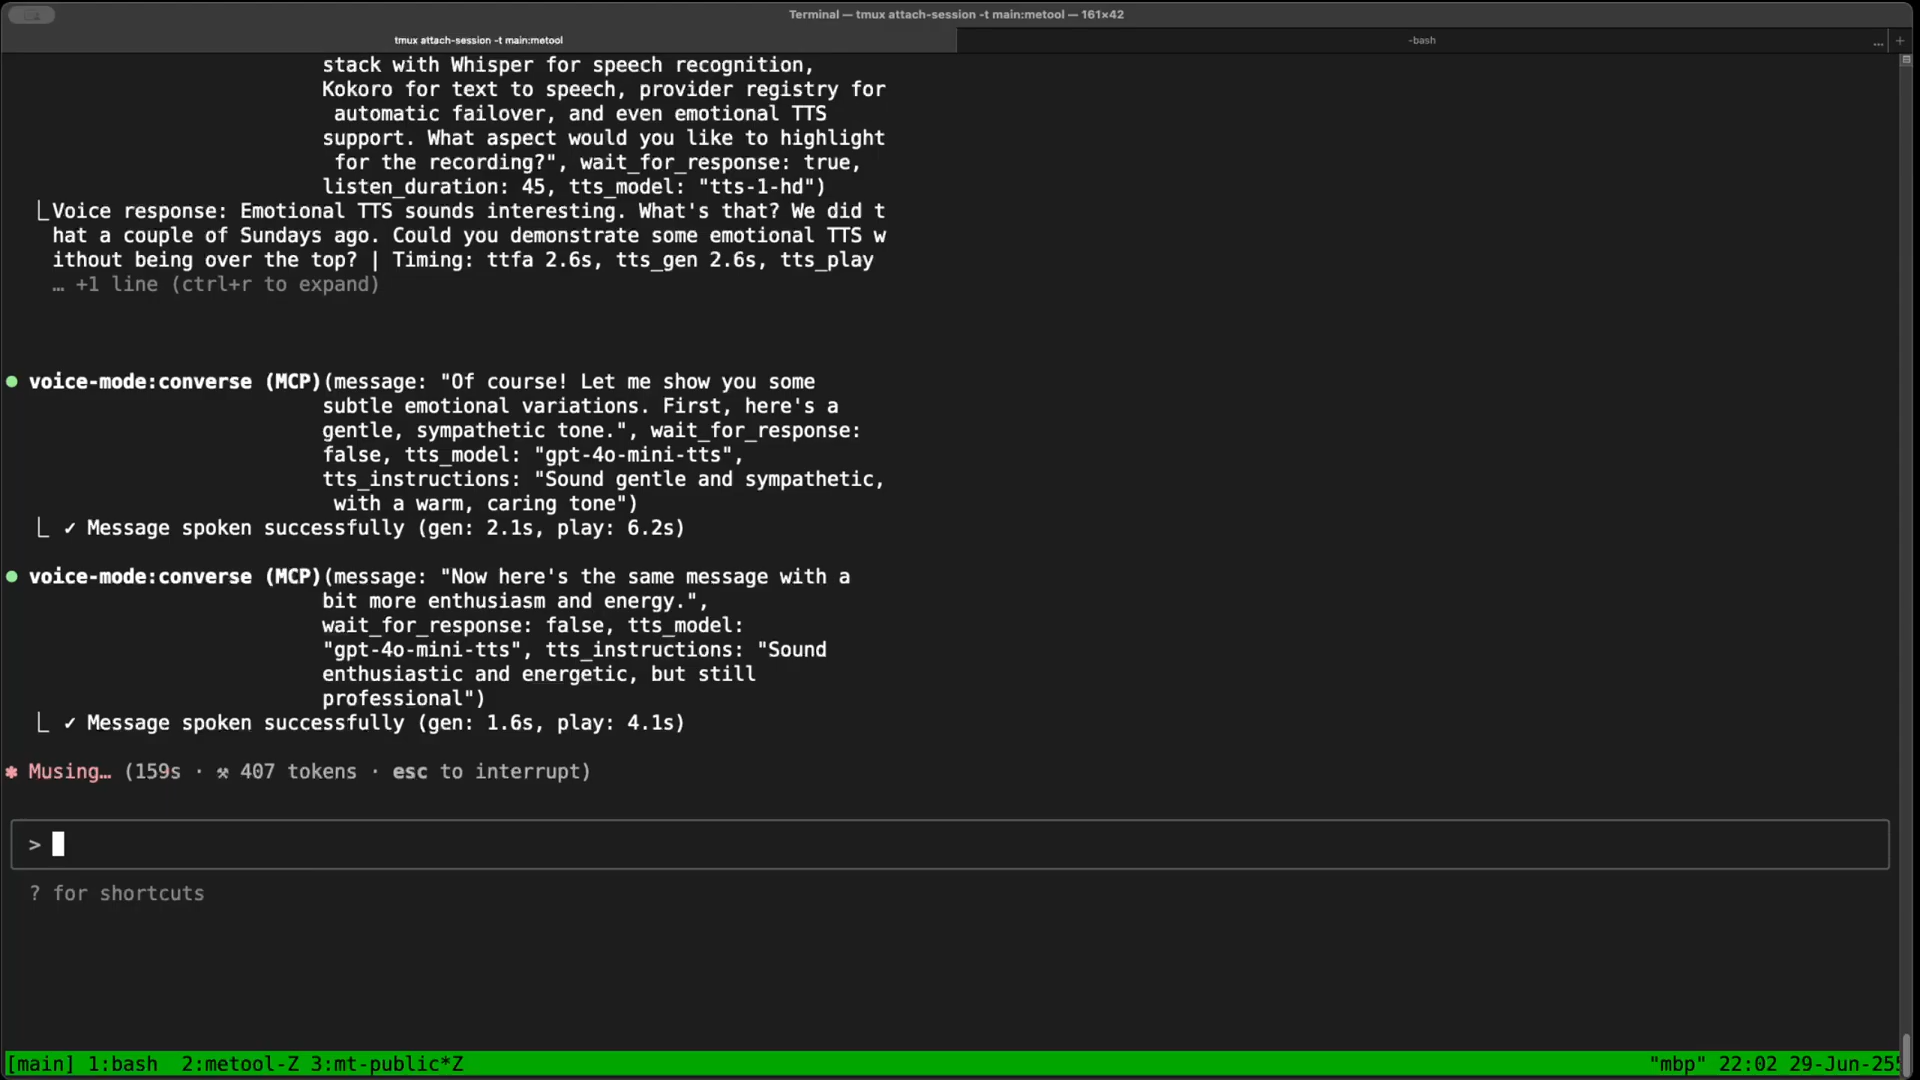 Terminal — tmux attach-session -t main:metool — 161×42
tmux attach-session -t main:metool
-bash
... +
stack with Whisper for speech recognition,
Kokoro for text to speech, provider registry for
automatic failover, and even emotional TTS
support. What aspect would you like to highlight
for the recording?", wait_for_response: true,
listen_duration: 45, tts_model: "tts-1-hd")
⎿Voice response: Emotional TTS sounds interesting. What's that? We did t
hat a couple of Sundays ago. Could you demonstrate some emotional TTS w
ithout being over the top? | Timing: ttfa 2.6s, tts_gen 2.6s, tts_play
… +1 line (ctrl+r to expand)
● voice-mode:converse (MCP)(message: "Of course! Let me show you some
subtle emotional variations. First, here's a
gentle, sympathetic tone.", wait_for_response:
false, tts_model: "gpt-4o-mini-tts",
tts_instructions: "Sound gentle and sympathetic,
with a warm, caring tone")
⎿ ✓ Message spoken successfully (gen: 2.1s, play: 6.2s)
● voice-mode:converse (MCP)(message: "Now here's the same message with a
bit more enthusiasm and energy.",
wait_for_response: false, tts_model:
"gpt-4o-mini-tts", tts_instructions: "Sound
enthusiastic and energetic, but still
professional")
⎿ ✓ Message spoken successfully (gen: 1.6s, play: 4.1s)
✱ Musing… (159s · ⚒ 407 tokens · esc to interrupt)
>
? for shortcuts
[main] 1:bash  2:metool-Z 3:mt-public*Z
"mbp" 22:02 29-Jun-255